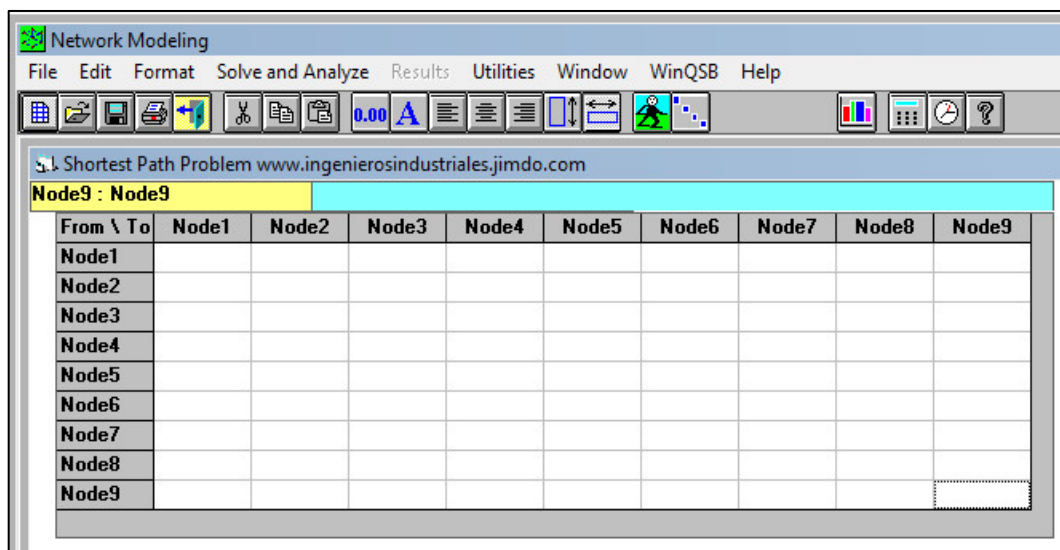 Network Modeling
File Edit Format Solve and Analyze Results Utilities Window WinQSB Help
0.00 A ?
Shortest Path Problem www.ingenierosindustriales.jimdo.com
Node9 : Node9
From \ To Node1 Node2 Node3 Node4 Node5 Node6 Node7 Node8 Node9
Node1
Node2
Node3
Node4
Node5
Node6
Node7
Node8
Node9